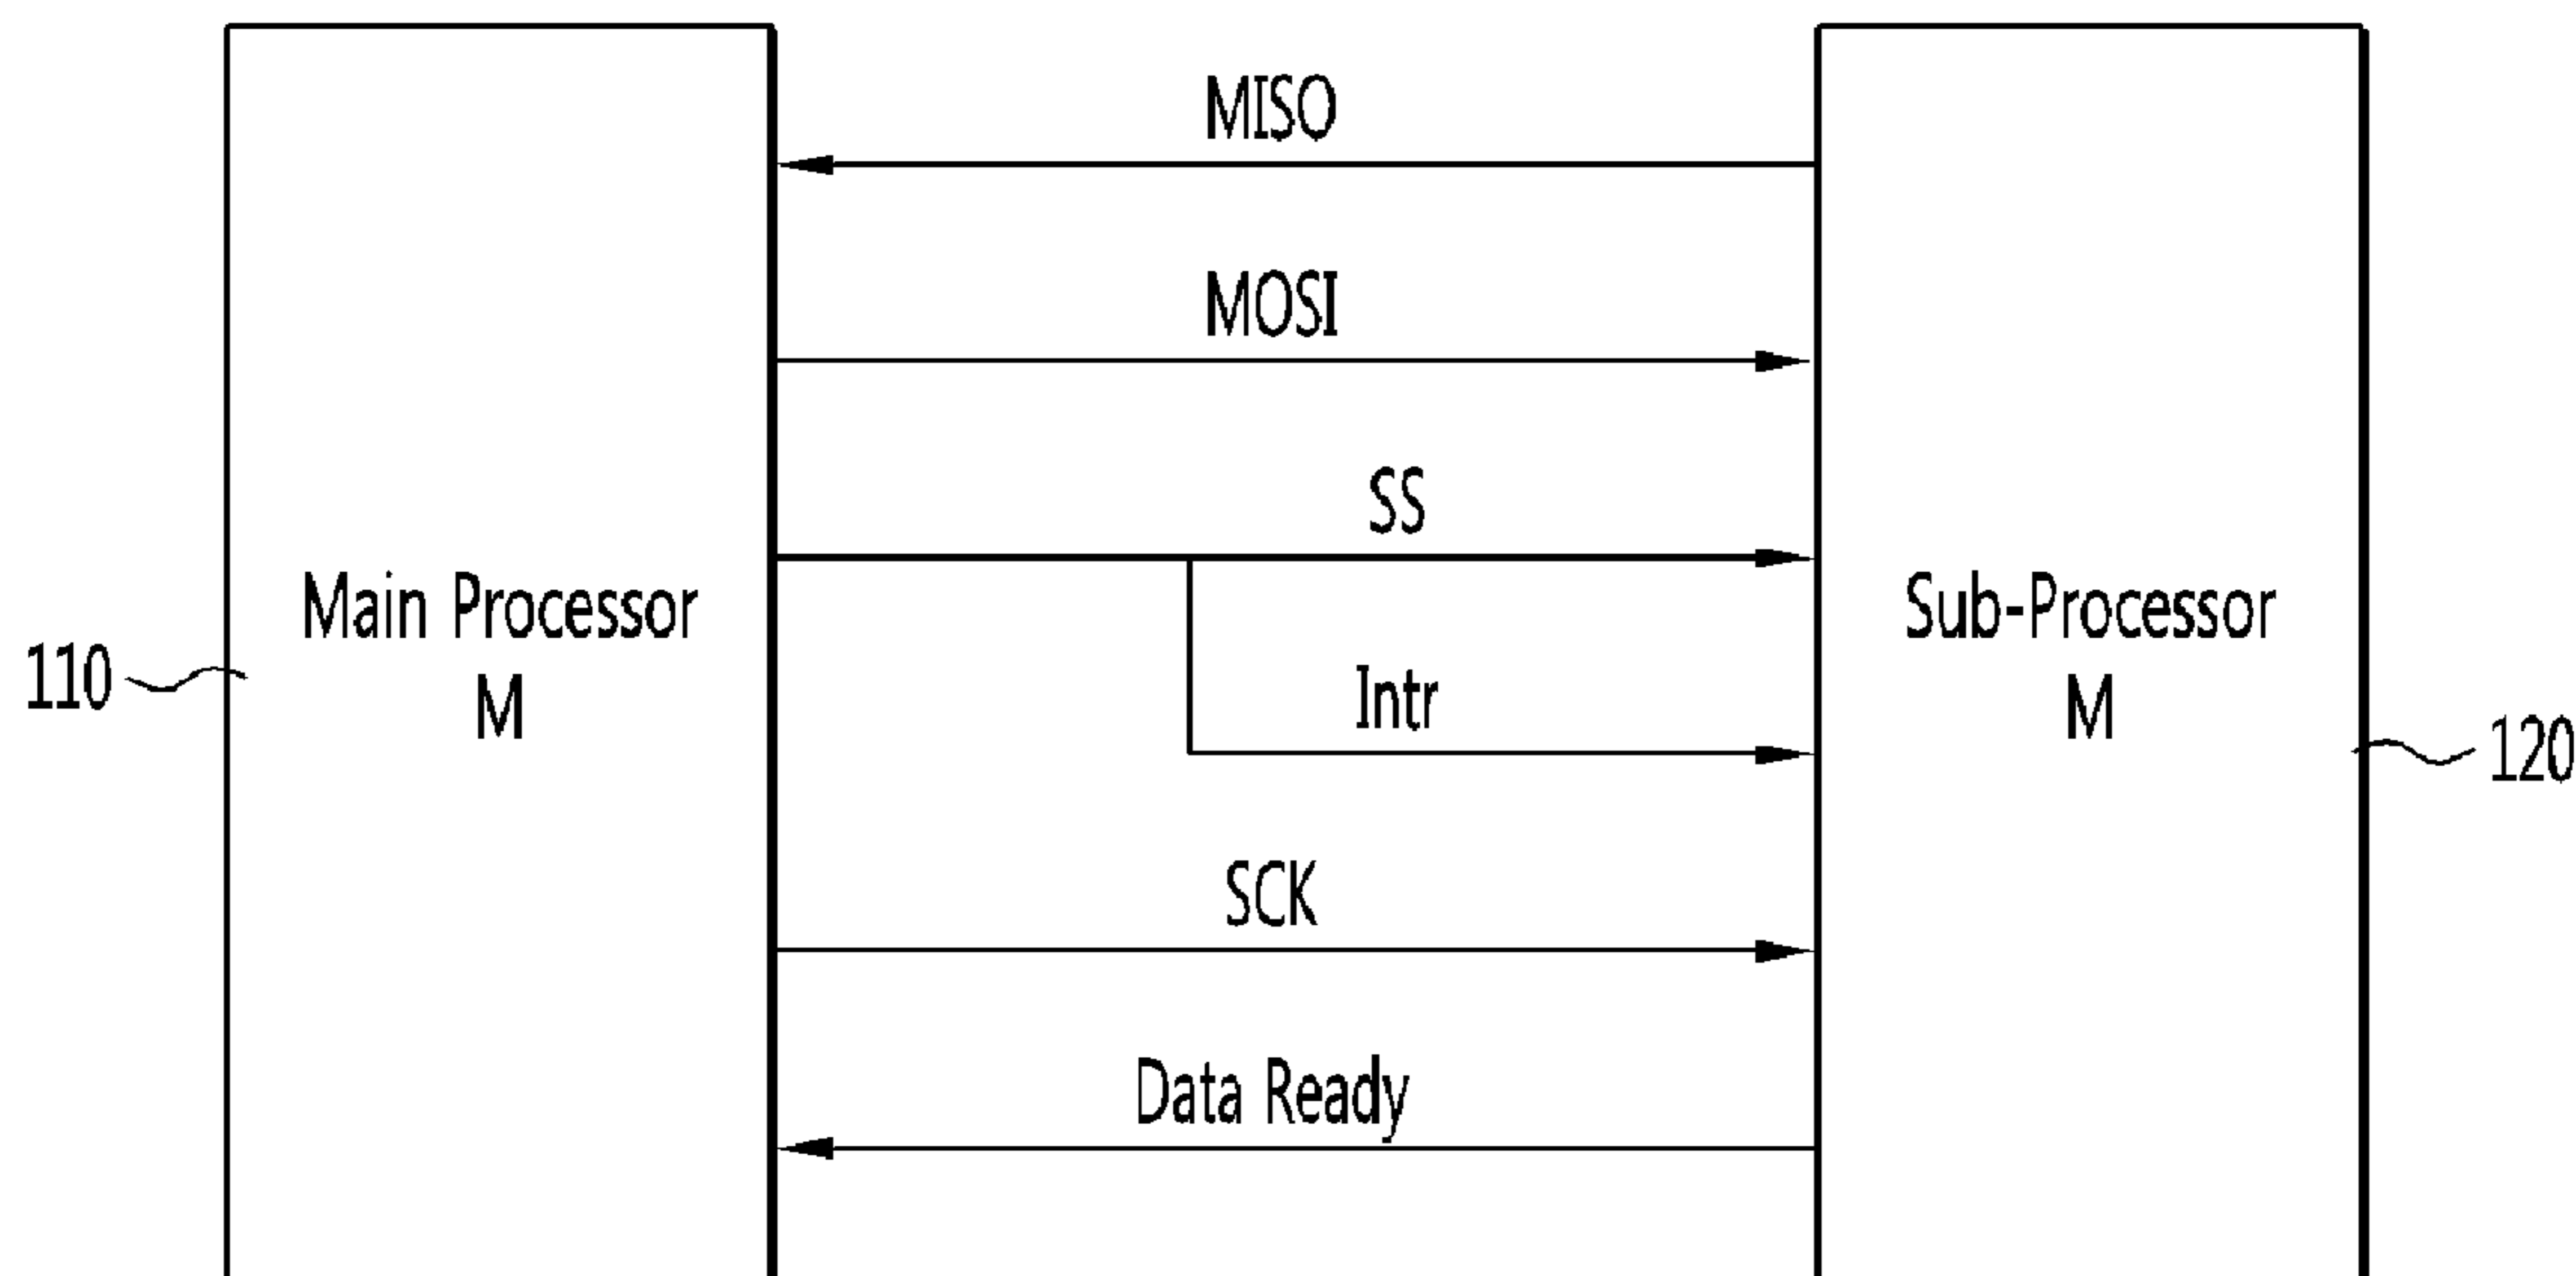 MISO
MOSI
SS
Main Processor
M
Sub-Processor
M
110
Intr
120
SCK
Data Ready